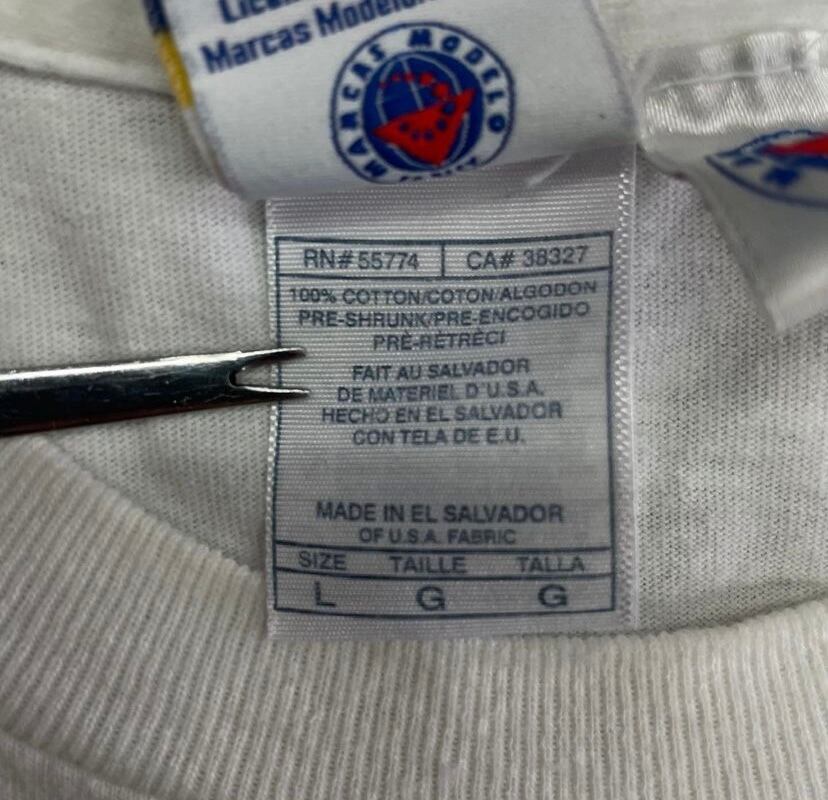 Marcas
MARCAS MODELO
RN# 55774 CA# 38327
100% COTTON/COTON/ALGODON
PRE-SHRUNK/PRE-ENCOGIDO
PRÉ-RÉTRÉCI
FAIT AU SALVADOR
DE MATERIEL D'U.S.A.
HECHO EN EL SALVADOR
CON TELA DE E.U.
MADE IN EL SALVADOR
OF U.S.A. FABRIC
SIZE TAILLE TALLA
L G G